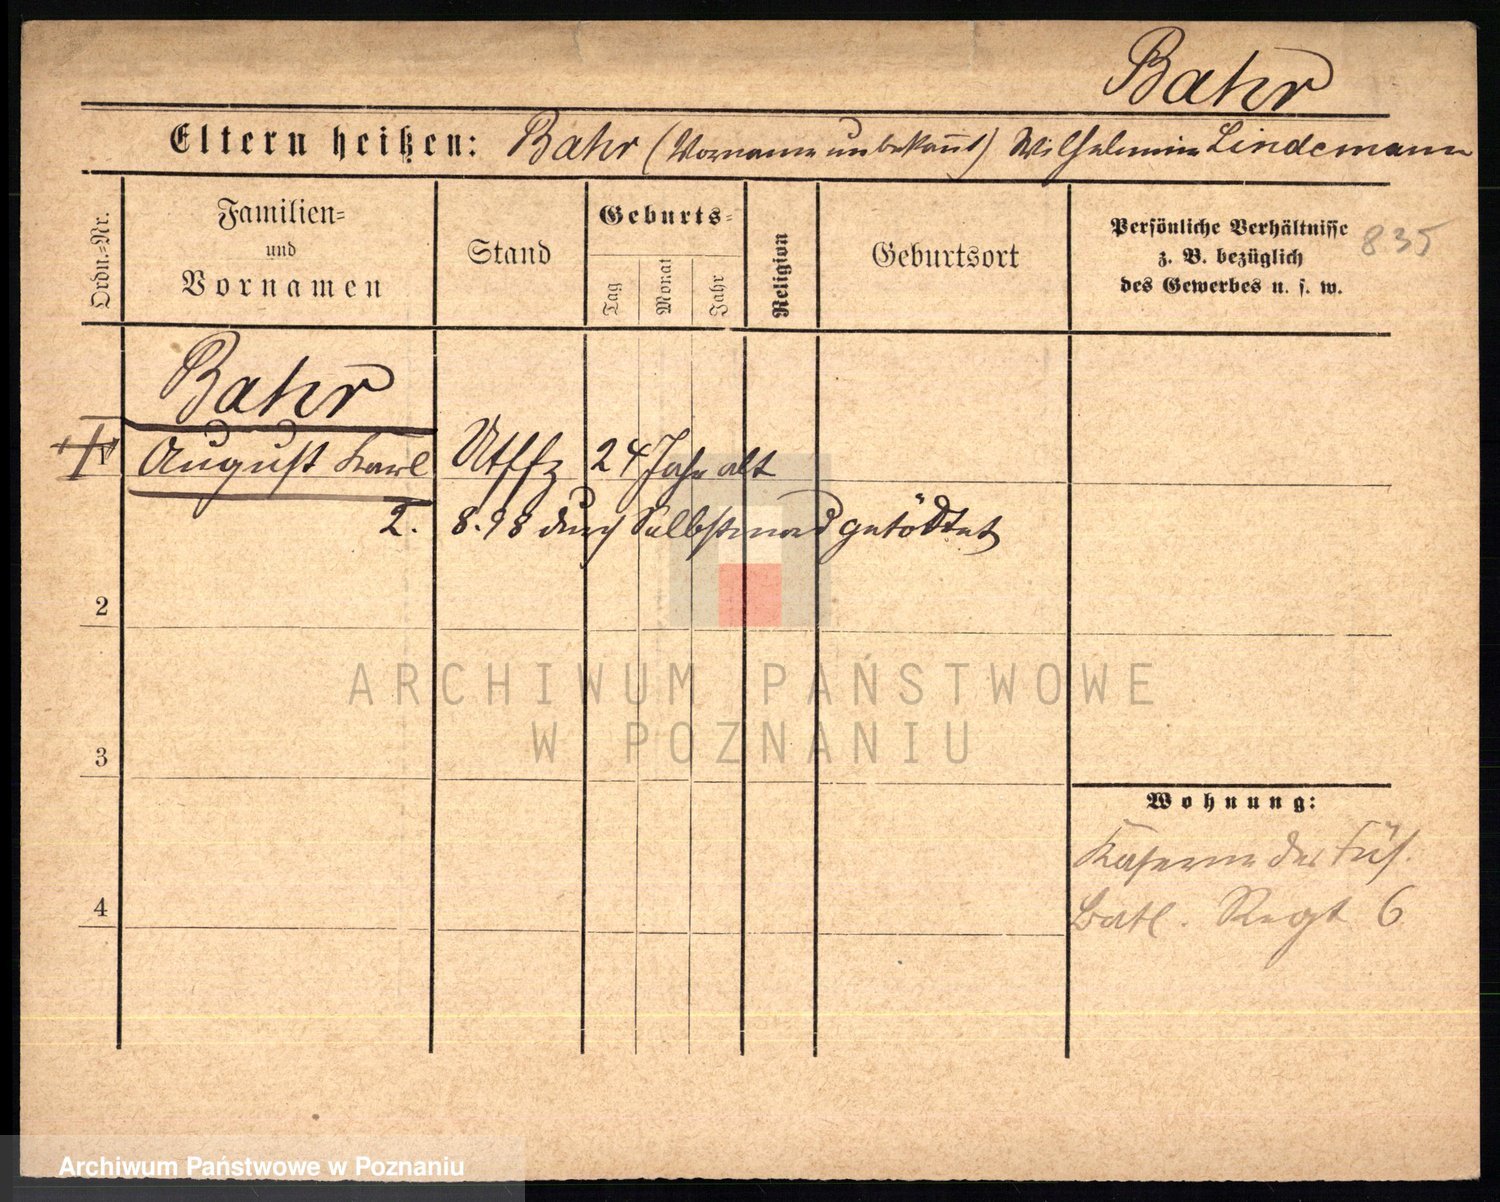 Bahr
Eltern heißen: Bahr (Vorname unbekannt) Wilhelmine Lindemann
Ordn.-Nr.
Familien-
und
Vornamen
Stand
Geburts-
Tag
Monat
Jahr
Religion
Geburtsort
Persönliche Verhältnisse
z. B. bezüglich
des Gewerbes u. s. w.
835
Bahr
1 August Karl Utffz 24 Jahr alt
2. 8. 98 durch Selbstmord getödtet
2
ARCHIWUM PAŃSTWOWE
W POZNANIU
3
Wohnung:
Kaserne des Füs.
Batl. Regt 6
4
Archiwum Państwowe w Poznaniu